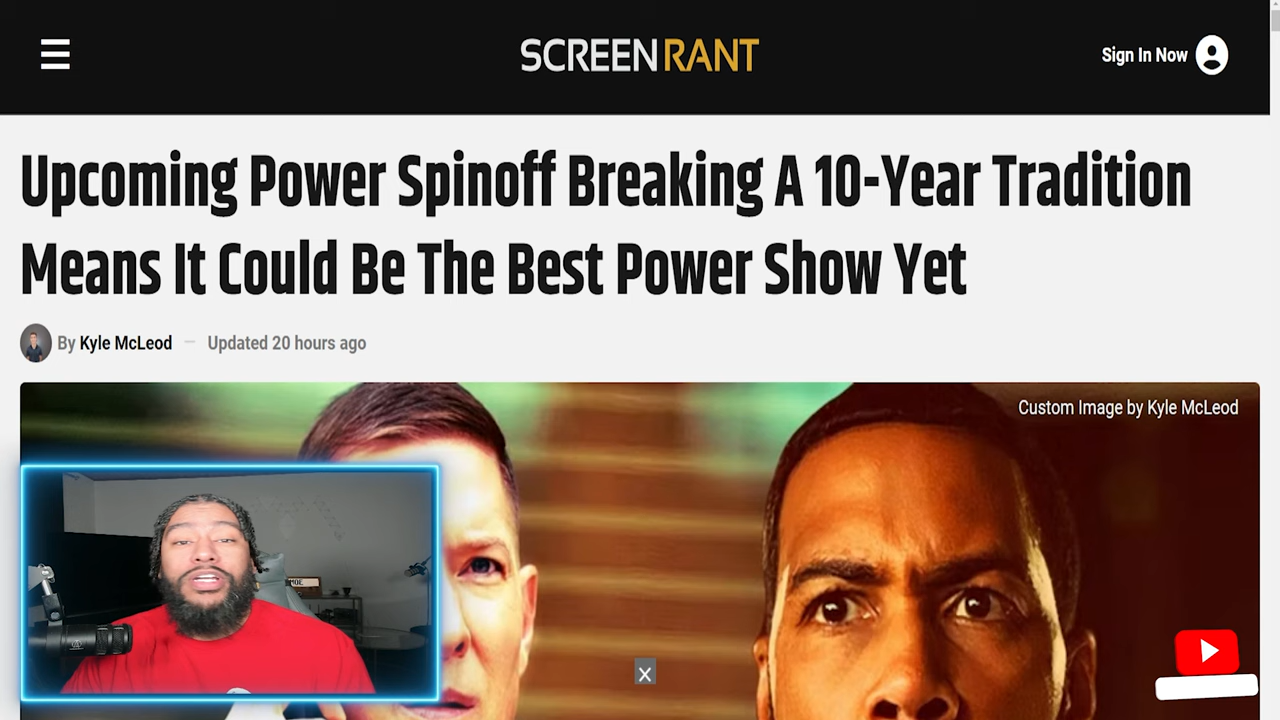 SCREENRANT
Sign In Now
Upcoming Power Spinoff Breaking A 10-Year Tradition
Means It Could Be The Best Power Show Yet
By Kyle McLeod — Updated 20 hours ago
Custom Image by Kyle McLeod
X